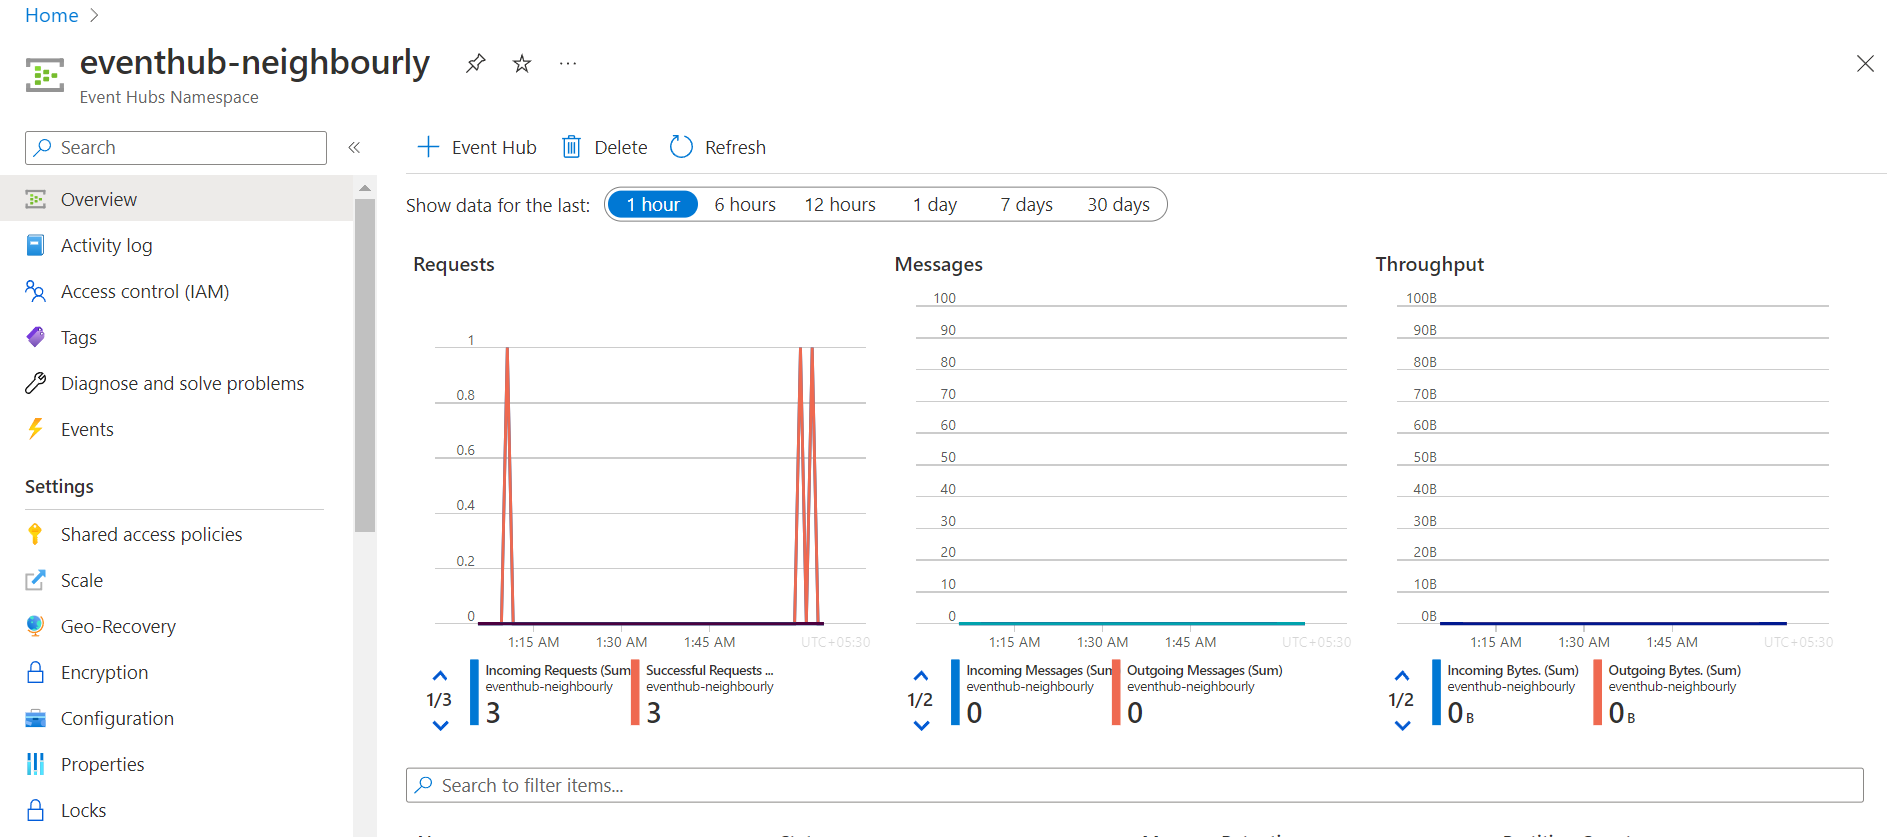 Home
eventhub-neighbourly
Event Hubs Namespace
Search
Overview
Activity log
Access control (IAM)
Tags
Diagnose and solve problems
Events
Settings
Shared access policies
Scale
Geo-Recovery
Encryption
Configuration
Properties
Locks
Event Hub Delete Refresh
Show data for the last: 1 hour 6 hours 12 hours 1 day 7 days 30 days
Requests
1
0.8
0.6
0.4
0.2
0
1:15 AM 1:30 AM 1:45 AM UTC+05:30
1/3
Incoming Requests (Sum
eventhub-neighbourly
3
Successful Requests ...
eventhub-neighbourly
3
Messages
100
90
80
70
60
50
40
30
20
10
0
1:15 AM 1:30 AM 1:45 AM UTC+05:30
1/2
Incoming Messages (Sum
eventhub-neighbourly
0
Outgoing Messages (Sum)
eventhub-neighbourly
0
Throughput
100B
90B
80B
70B
60B
50B
40B
30B
20B
10B
0B
1:15 AM 1:30 AM 1:45 AM UTC+05:30
1/2
Incoming Bytes. (Sum)
eventhub-neighbourly
0 B
Outgoing Bytes. (Sum)
eventhub-neighbourly
0 B
Search to filter items...